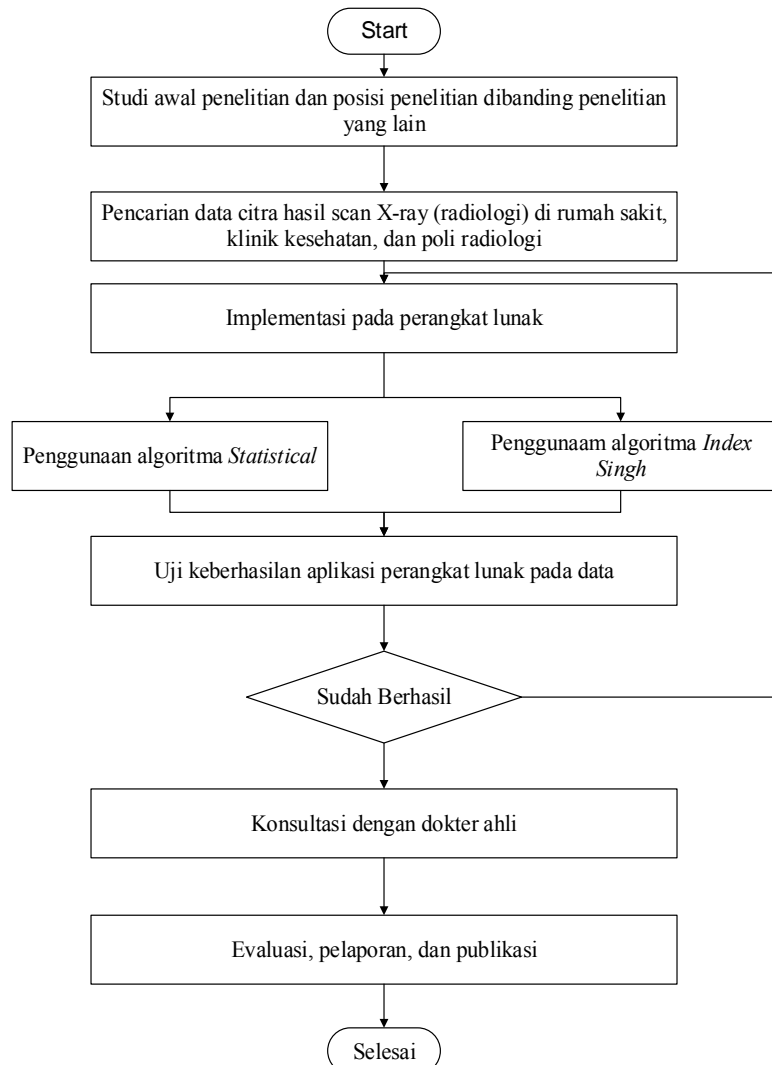 Start
Studi awal penelitian dan posisi penelitian dibanding penelitian
yang lain
Pencarian data citra hasil scan X-ray (radiologi) di rumah sakit,
klinik kesehatan, dan poli radiologi
Implementasi pada perangkat lunak
Penggunaan algoritma Statistical
Penggunaam algoritma Index
Singh
Uji keberhasilan aplikasi perangkat lunak pada data
Sudah Berhasil
Konsultasi dengan dokter ahli
Evaluasi, pelaporan, dan publikasi
Selesai